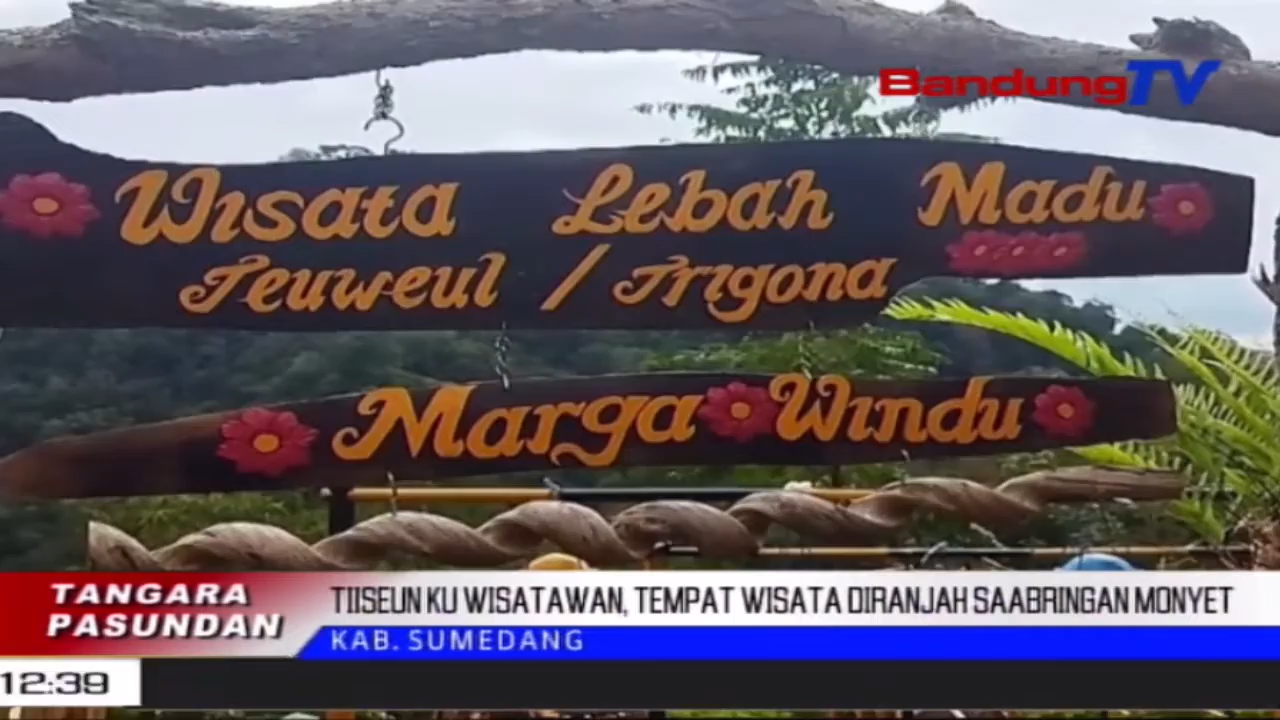 BandungTV
Wisata Lebah Madu
Teuweul / Trigona
Marga Windu
TANGARA
PASUNDAN
TIISEUN KU WISATAWAN, TEMPAT WISATA DIRANJAH SAABRINGAN MONYET
KAB. SUMEDANG
12:39